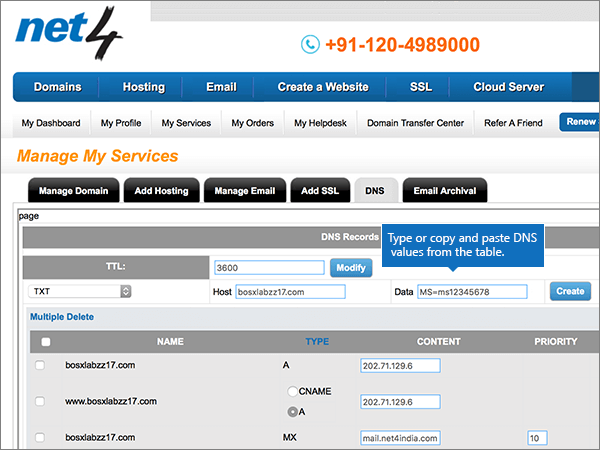 net4
+91-120-4989000
Domains Hosting Email Create a Website SSL Cloud Server
My Dashboard My Profile My Services My Orders My Helpdesk Domain Transfer Center Refer A Friend Renew
Manage My Services
Manage Domain Add Hosting Manage Email Add SSL DNS Email Archival
page
DNS Records
Type or copy and paste DNS
values from the table.
TTL: 3600 Modify
TXT Host bosxlabzz17.com Data MS=ms12345678 Create
Multiple Delete
NAME TYPE CONTENT PRIORITY
bosxlabzz17.com A 202.71.129.6
CNAME
www.bosxlabzz17.com 202.71.129.6
A
bosxlabzz17.com MX mail.net4india.com 10